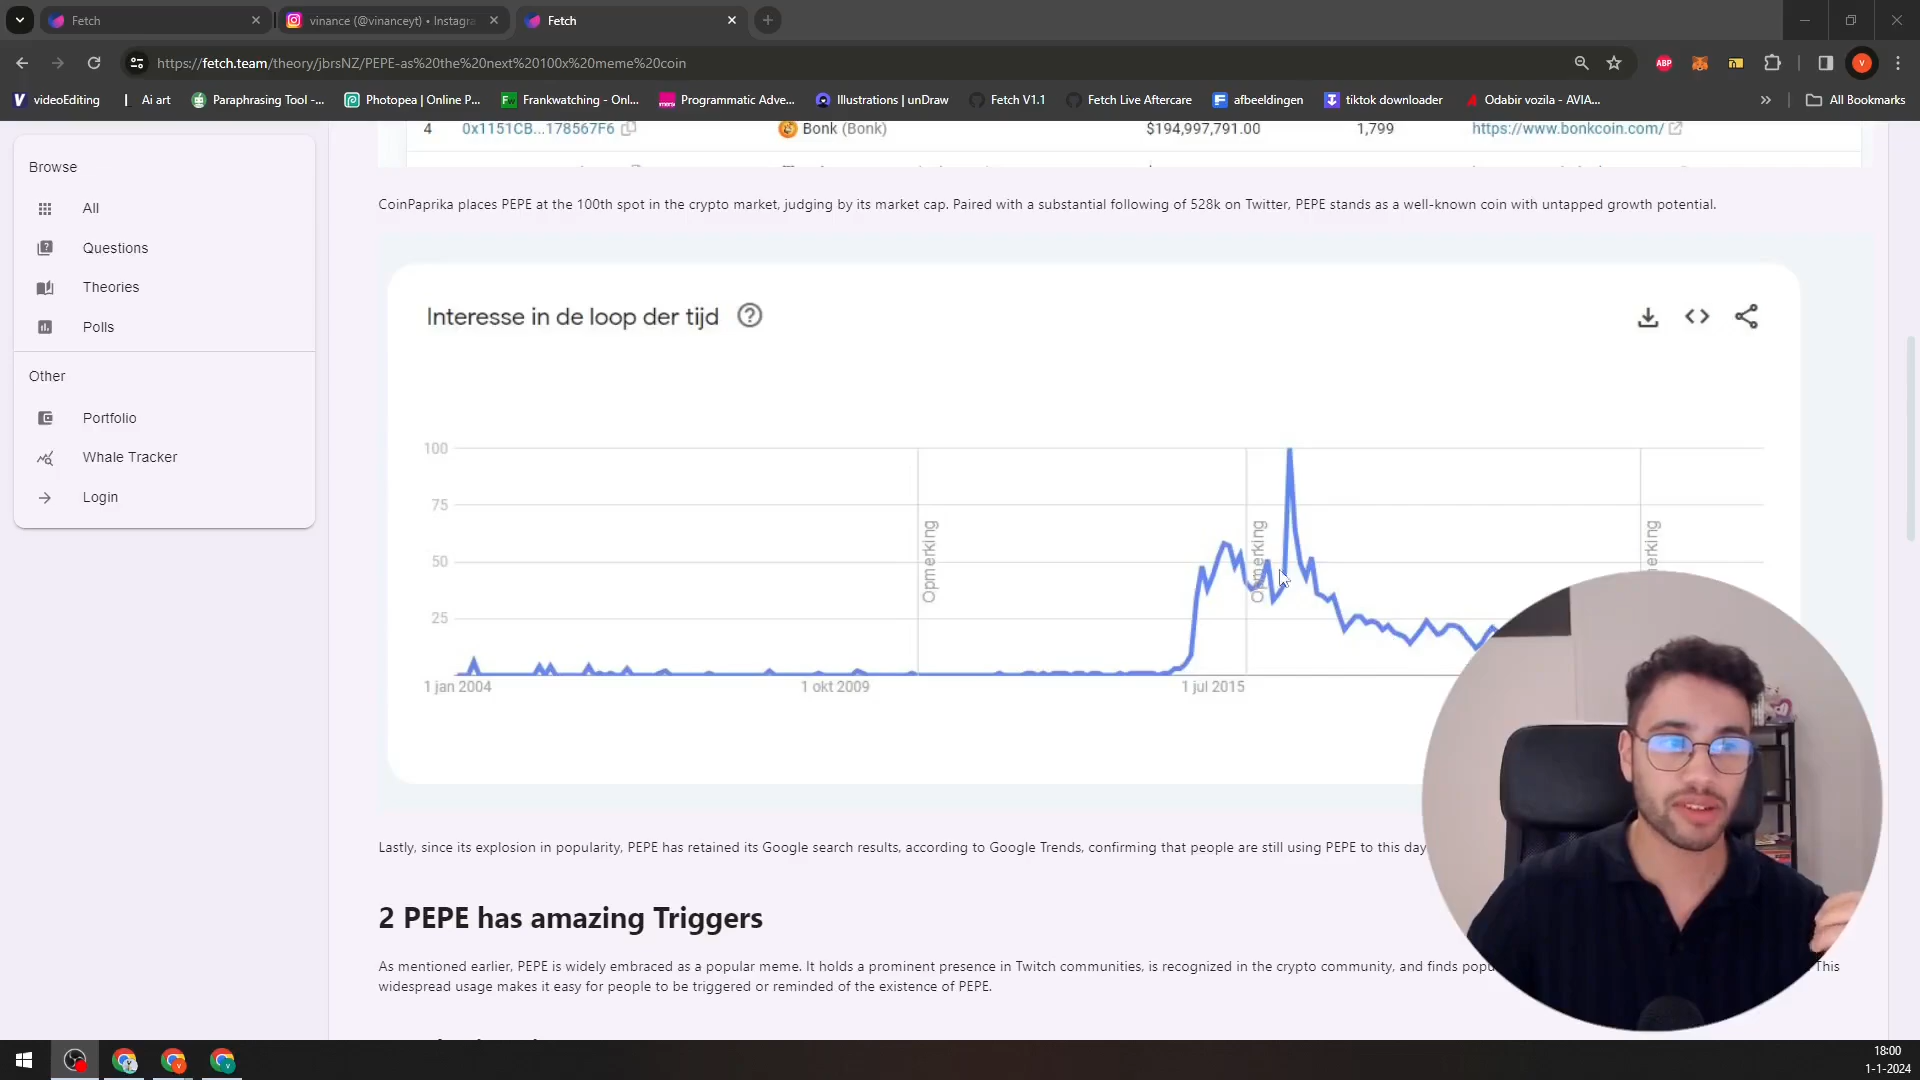 Fetch
vinance (@vinanceyt) • Instagra
Fetch
https://fetch.team/theory/jbrsNZ/PEPE-as%20the%20next%20100x%20meme%20coin
ABP
V
videoEditing
Ai art
Paraphrasing Tool -...
Photopea | Online P...
Frankwatching - Onl...
Programmatic Adve...
Illustrations | unDraw
Fetch V1.1
Fetch Live Aftercare
afbeeldingen
tiktok downloader
Odabir vozila - AVIA...
All Bookmarks
Browse
All
Questions
Theories
Polls
Other
Portfolio
Whale Tracker
Login
4 0x1151CB...178567F6 Bonk (Bonk) $194,997,791.00 1,799 https://www.bonkcoin.com/
CoinPaprika places PEPE at the 100th spot in the crypto market, judging by its market cap. Paired with a substantial following of 528k on Twitter, PEPE stands as a well-known coin with untapped growth potential.
Interesse in de loop der tijd
100
75
50
25
Opmerking
Opmerking
erking
1 jan 2004
1 okt 2009
1 jul 2015
Lastly, since its explosion in popularity, PEPE has retained its Google search results, according to Google Trends, confirming that people are still using PEPE to this day
2 PEPE has amazing Triggers
As mentioned earlier, PEPE is widely embraced as a popular meme. It holds a prominent presence in Twitch communities, is recognized in the crypto community, and finds popu This
widespread usage makes it easy for people to be triggered or reminded of the existence of PEPE.
18:00
1-1-2024